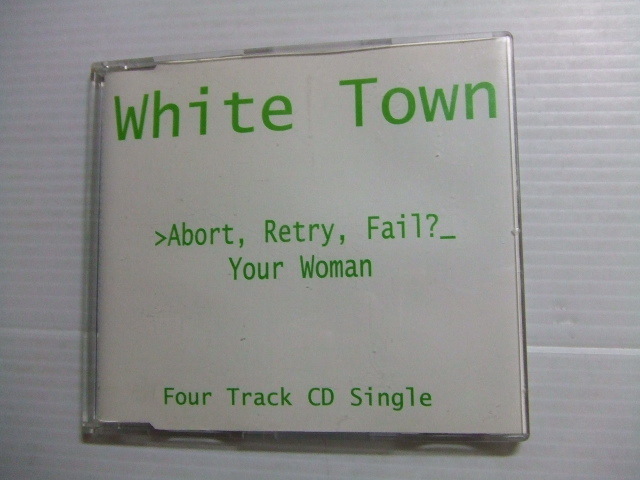 White Town
>Abort, Retry, Fail?_
Your Woman
Four Track CD Single